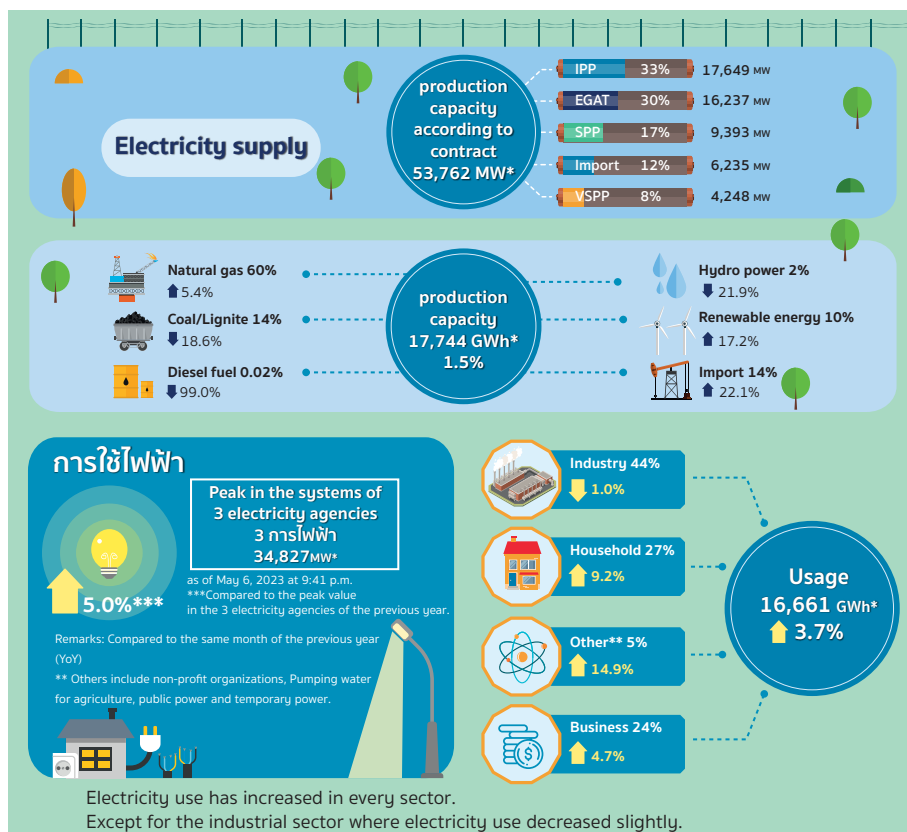 Electricity supply
production
capacity
according to
contract
53,762 MW*
IPP 33% 17,649 MW
EGAT 30% 16,237 MW
SPP 17% 9,393 MW
Import 12% 6,235 MW
VSPP 8% 4,248 MW
Natural gas 60%
5.4%
Coal/Lignite 14%
18.6%
Diesel fuel 0.02%
99.0%
production
capacity
17,744 GWh*
1.5%
Hydro power 2%
21.9%
Renewable energy 10%
17.2%
Import 14%
22.1%
การใช้ไฟฟ้า
Peak in the systems of
3 electricity agencies
3 การไฟฟ้า
34,827MW*
as of May 6, 2023 at 9:41 p.m.
***Compared to the peak value
in the 3 electricity agencies of the previous year.
5.0%***
Remarks: Compared to the same month of the previous year
(YoY)
** Others include non-profit organizations, Pumping water
for agriculture, public power and temporary power.
Industry 44%
1.0%
Household 27%
9.2%
Other** 5%
14.9%
Business 24%
4.7%
Usage
16,661 GWh*
3.7%
Electricity use has increased in every sector.
Except for the industrial sector where electricity use decreased slightly.